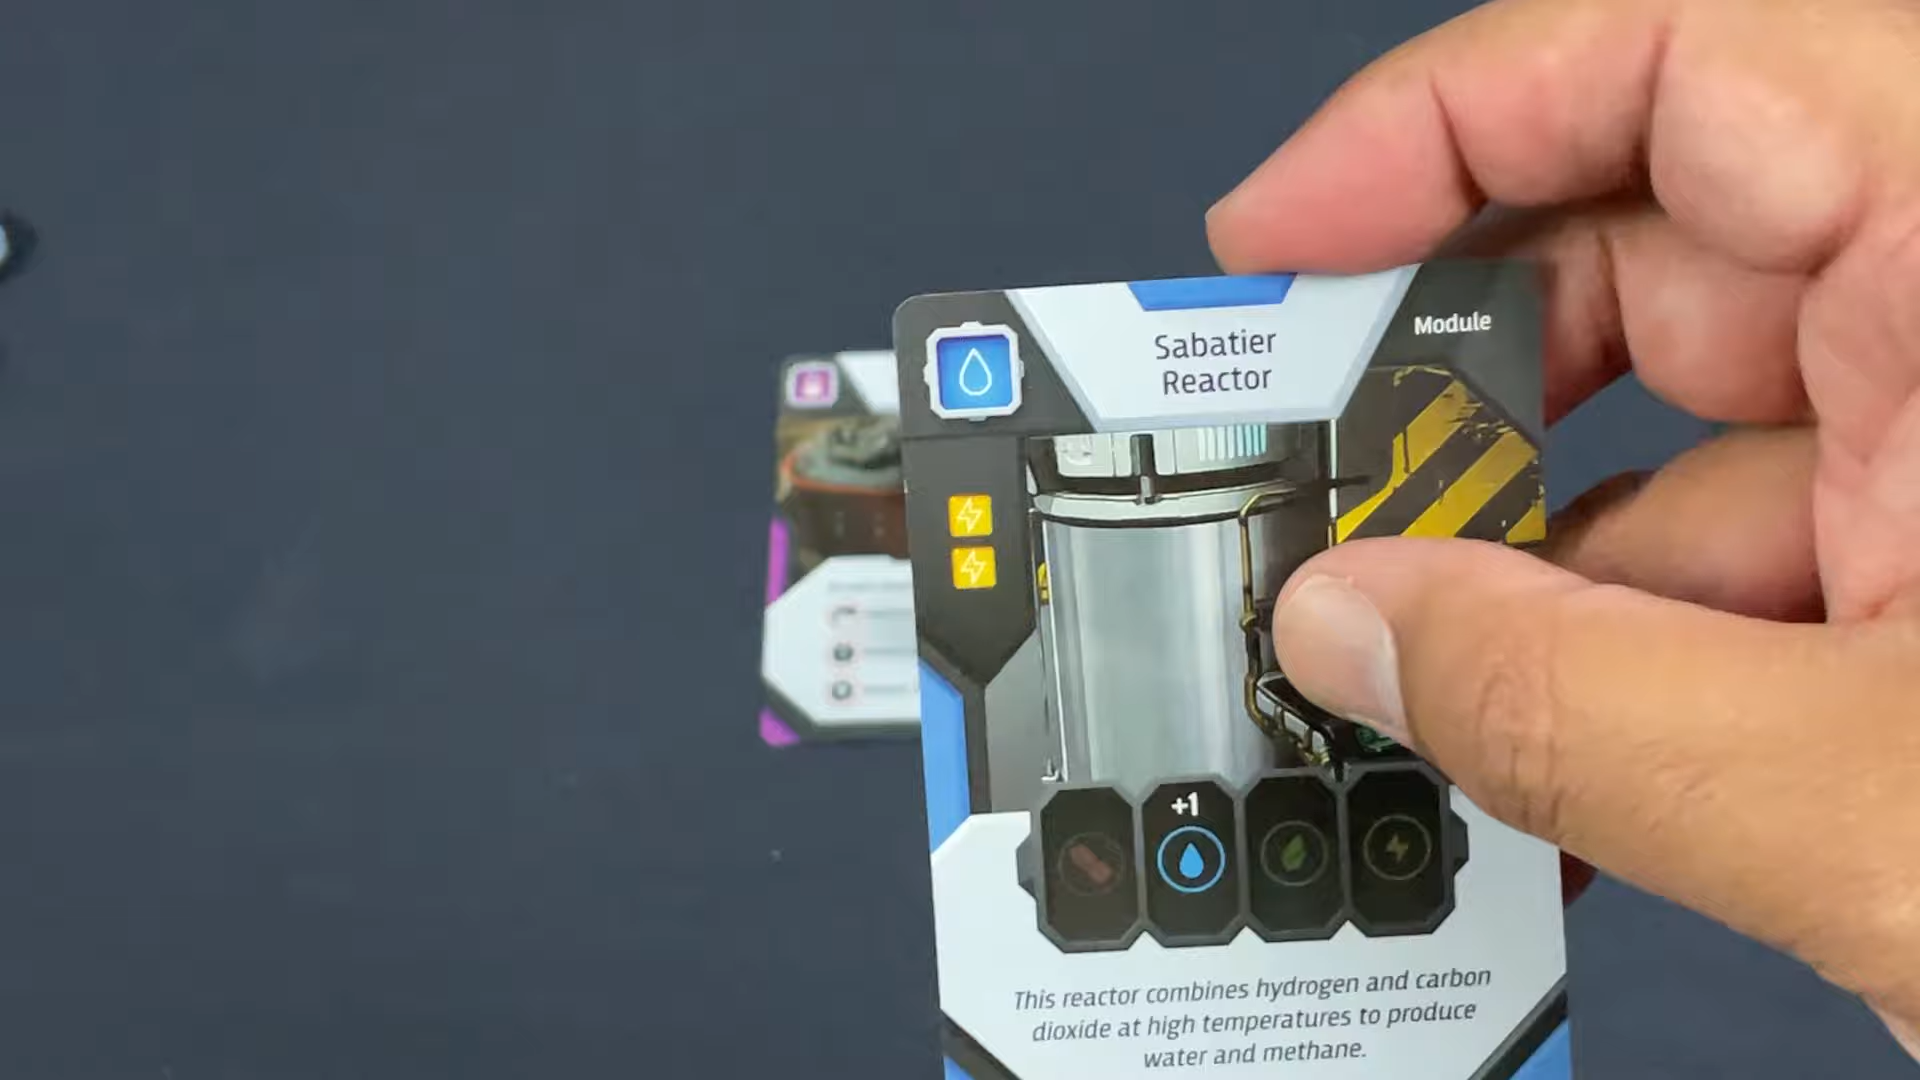 Sabatier
Reactor
Module
+1
This reactor combines hydrogen and carbon
dioxide at high temperatures to produce
water and methane.